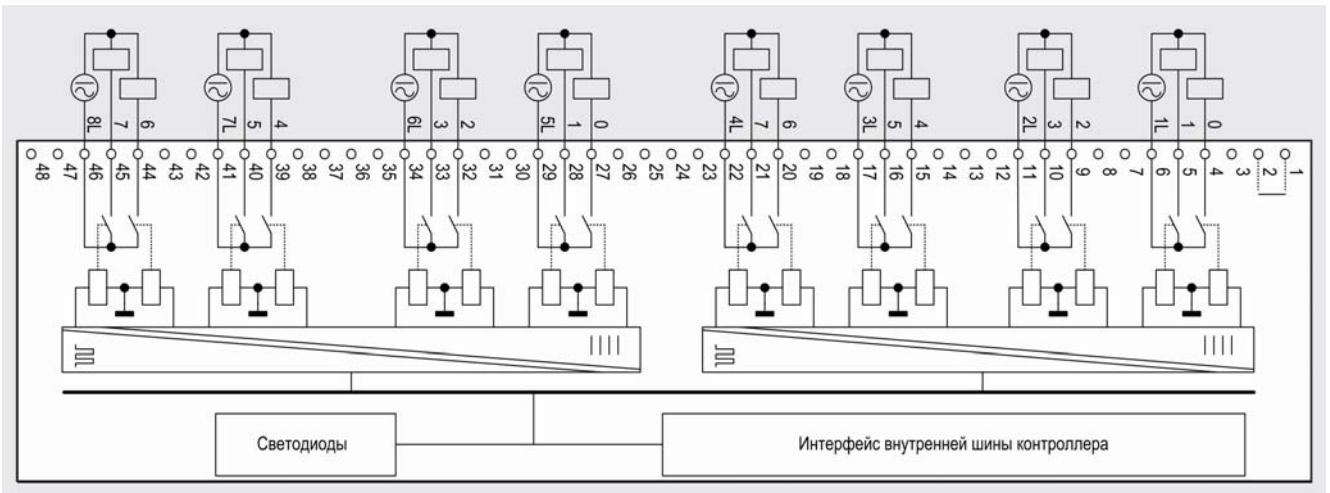 8L 7 6 7L 5 4 6L 3 2 5L 1 0 4L 7 6 3L 5 4 2L 3 2 1L 1 0
48 47 46 45 44 43 42 41 40 39 38 37 36 35 34 33 32 31 30 29 28 27 26 25 24 23 22 21 20 19 18 17 16 15 14 13 12 11 10 9 8 7 6 5 4 3 2 1
Светодиоды
Интерфейс внутренней шины контроллера